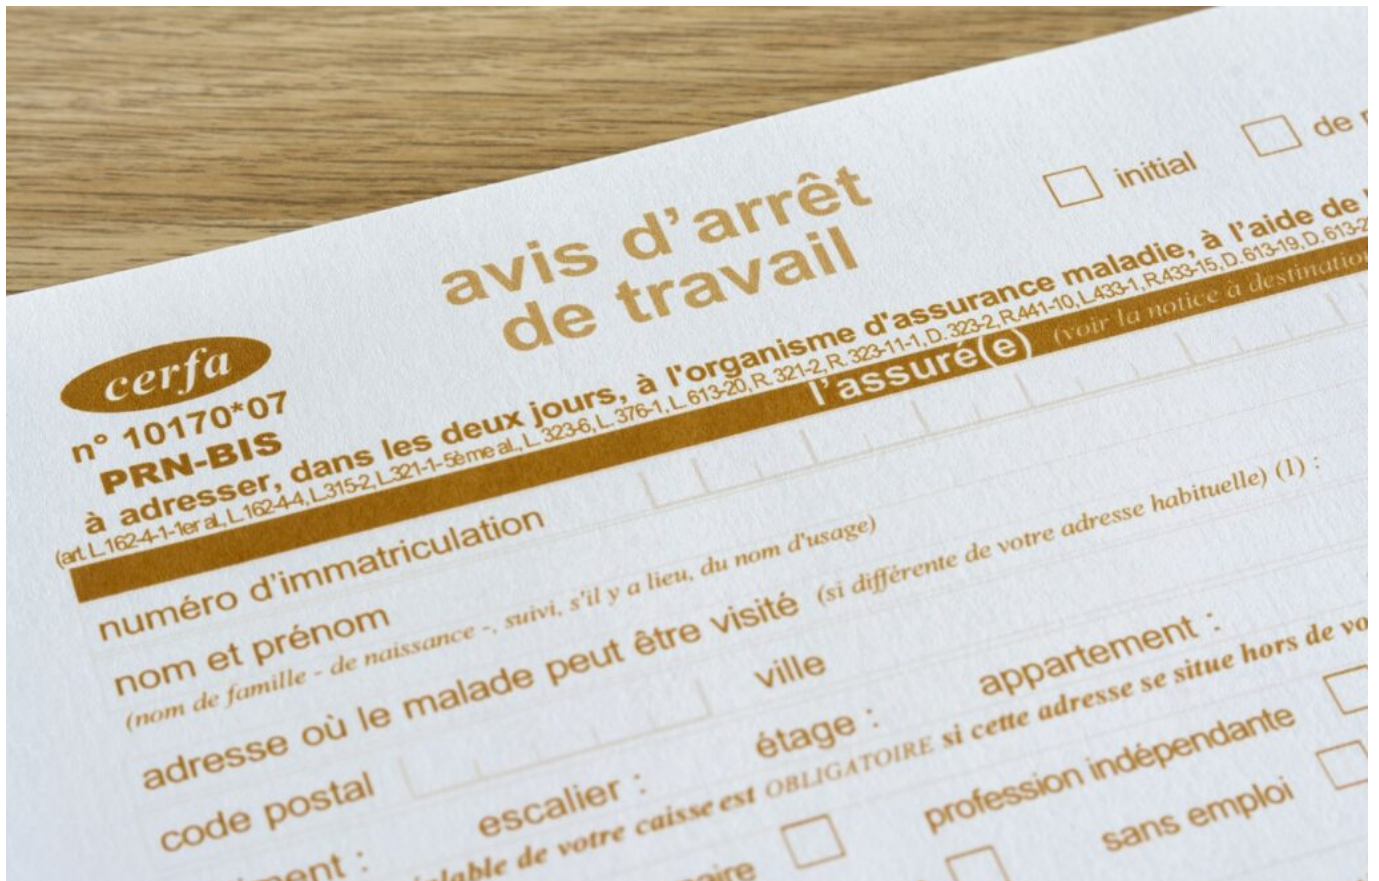 avis d'arrêt
de travail
initial
de
cerfa
n° 10170*07
PRN-BIS
à adresser, dans les deux jours, à l'organisme d'assurance maladie, à l'aide de
(art. L.162-4-1-1er al., L.162-4-4, L.315-2, L.321-1-5ème al., L.323-6, L.376-1, L.613-20, R.321-2, R.323-11-1, D.323-2, R.441-10, L.433-1, R.433-15, D.613-19, D.613-2
l'assuré(e) (voir la notice à destination
numéro d'immatriculation
nom et prénom
(nom de famille - de naissance -, suivi, s'il y a lieu, du nom d'usage)
adresse où le malade peut être visité (si différente de votre adresse habituelle) (1) :
code postal ville
escalier : étage : appartement :
de votre caisse est OBLIGATOIRE si cette adresse se situe hors de
profession indépendante
sans emploi